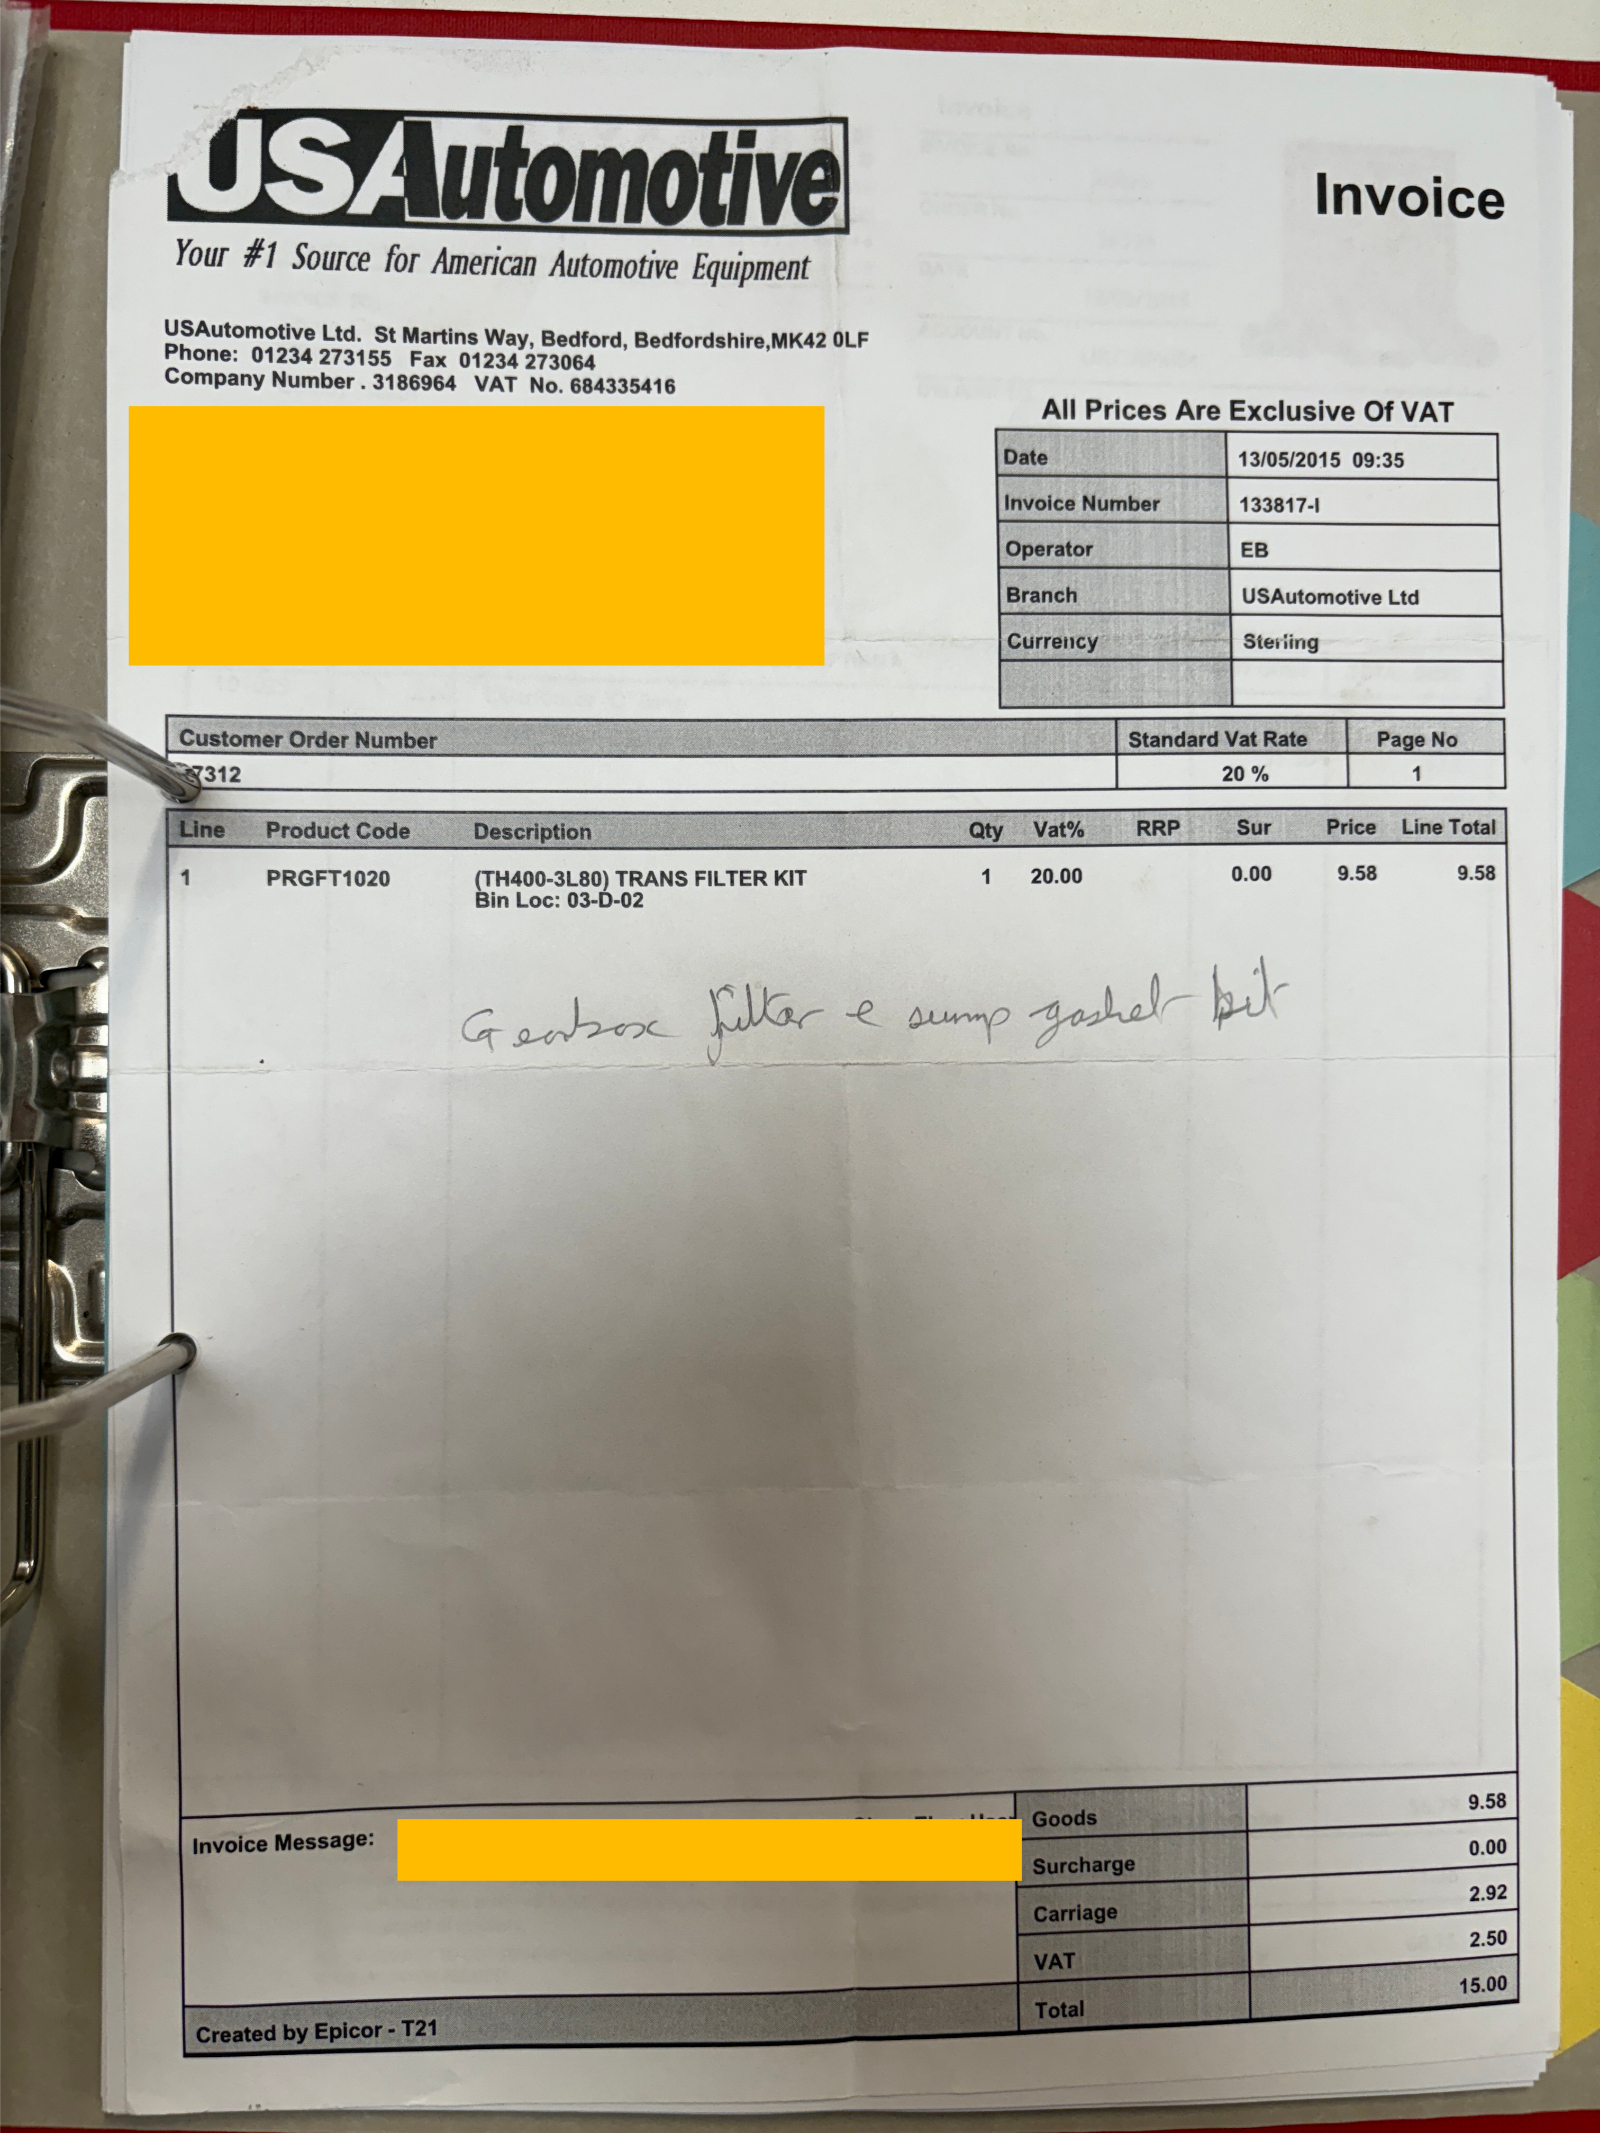 USAutomotive
Invoice
Your #1 Source for American Automotive Equipment
USAutomotive Ltd. St Martins Way, Bedford, Bedfordshire,MK42 0LF
Phone: 01234 273155 Fax 01234 273064
Company Number . 3186964 VAT No. 684335416
All Prices Are Exclusive Of VAT
Date 13/05/2015 09:35
Invoice Number 133817-I
Operator EB
Branch USAutomotive Ltd
Currency Sterling
Customer Order Number Standard Vat Rate Page No
7312 20 % 1
Line Product Code Description Qty Vat% RRP Sur Price Line Total
1 PRGFT1020 (TH400-3L80) TRANS FILTER KIT 1 20.00 0.00 9.58 9.58
Bin Loc: 03-D-02
Gearbox filter e sump gasket kit
Goods 9.58
Invoice Message:
Surcharge 0.00
Carriage 2.92
VAT 2.50
Total 15.00
Created by Epicor - T21